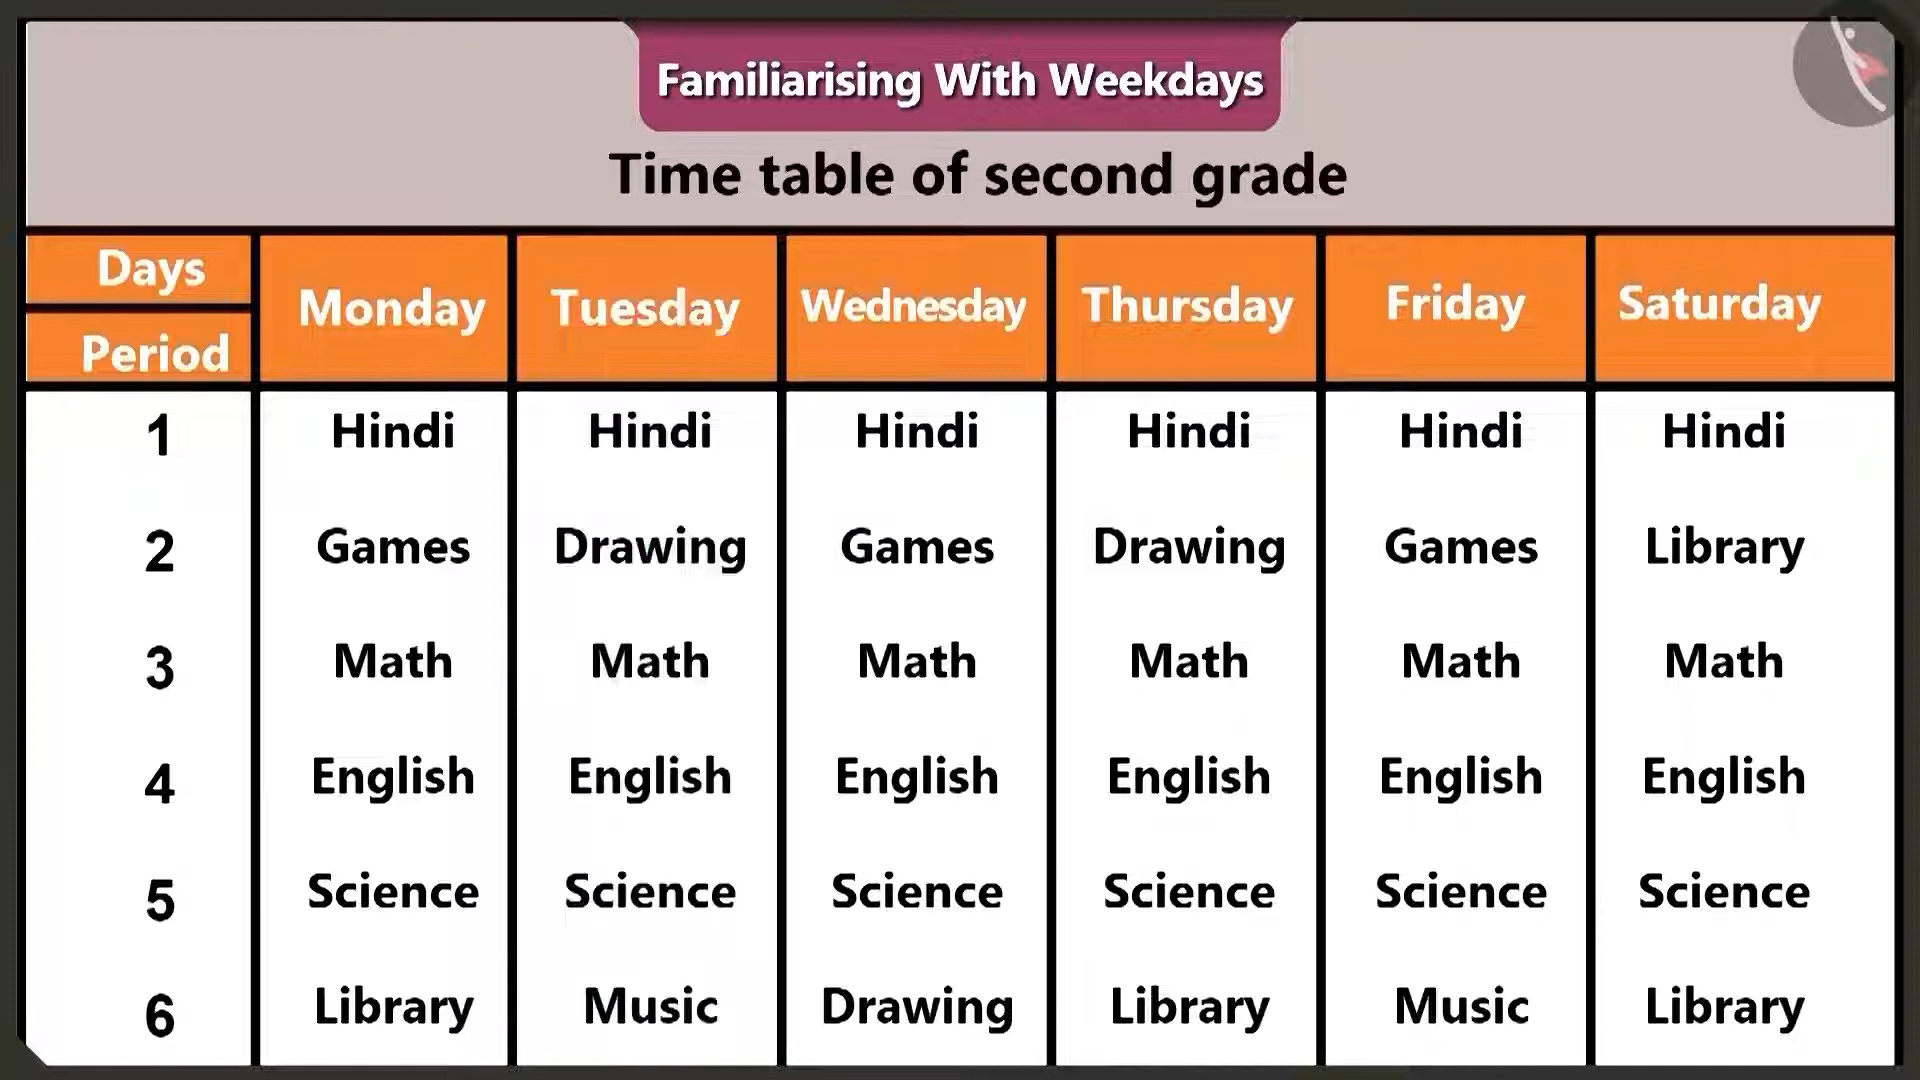 Familiarising With Weekdays
Time table of second grade
Days
Period
Monday Tuesday Wednesday Thursday Friday Saturday
1 Hindi Hindi Hindi Hindi Hindi Hindi
2 Games Drawing Games Drawing Games Library
3 Math Math Math Math Math Math
4 English English English English English English
5 Science Science Science Science Science Science
6 Library Music Drawing Library Music Library